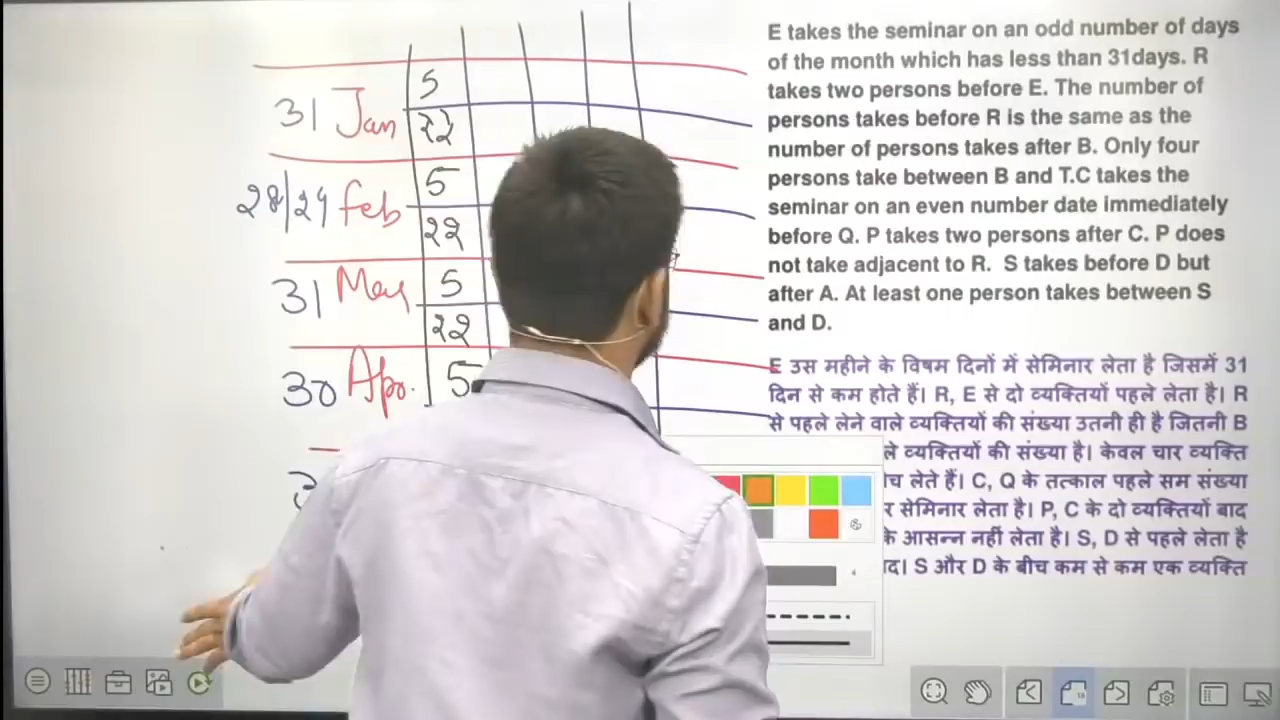 E takes the seminar on an odd number of days
of the month which has less than 31days. R
takes two persons before E. The number of
persons takes before R is the same as the
number of persons takes after B. Only four
persons take between B and T.C takes the
seminar on an even number date immediately
before Q. P takes two persons after C. P does
not take adjacent to R. S takes before D but
after A. At least one person takes between S
and D.
E उस महीने के विषम दिनों में सेमिनार लेता है जिसमें 31
दिन से कम होते हैं। R, E से दो व्यक्तियों पहले लेता है। R
से पहले लेने वाले व्यक्तियों की संख्या उतनी ही है जितनी B
ले व्यक्तियों की संख्या है। केवल चार व्यक्ति
च लेते हैं। C, Q के तत्काल पहले सम संख्या
र सेमिनार लेता है। P, C के दो व्यक्तियों बाद
के आसन्न नहीं लेता है। S, D से पहले लेता है
द। S और D के बीच कम से कम एक व्यक्ति
31 Jan 5
22
28/29 feb 5
22
31 Mar 5
22
30 Apr. 5
3